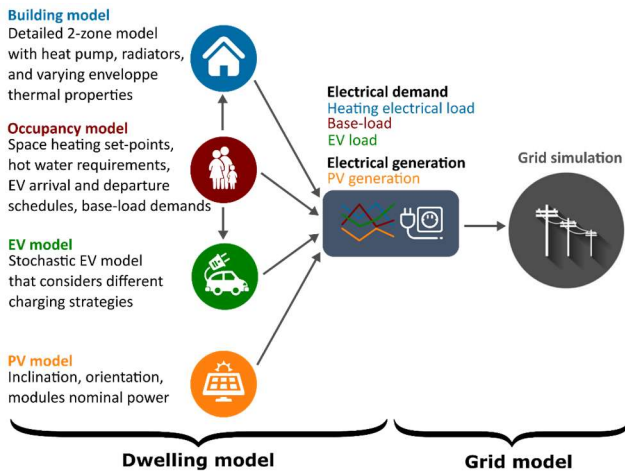 Building model
Detailed 2-zone model
with heat pump, radiators,
and varying enveloppe
thermal properties
Occupancy model
Space heating set-points,
hot water requirements,
EV arrival and departure
schedules, base-load demands
EV model
Stochastic EV model
that considers different
charging strategies
PV model
Inclination, orientation,
modules nominal power
Electrical demand
Heating electrical load
Base-load
EV load
Electrical generation
PV generation
Grid simulation
Dwelling model
Grid model